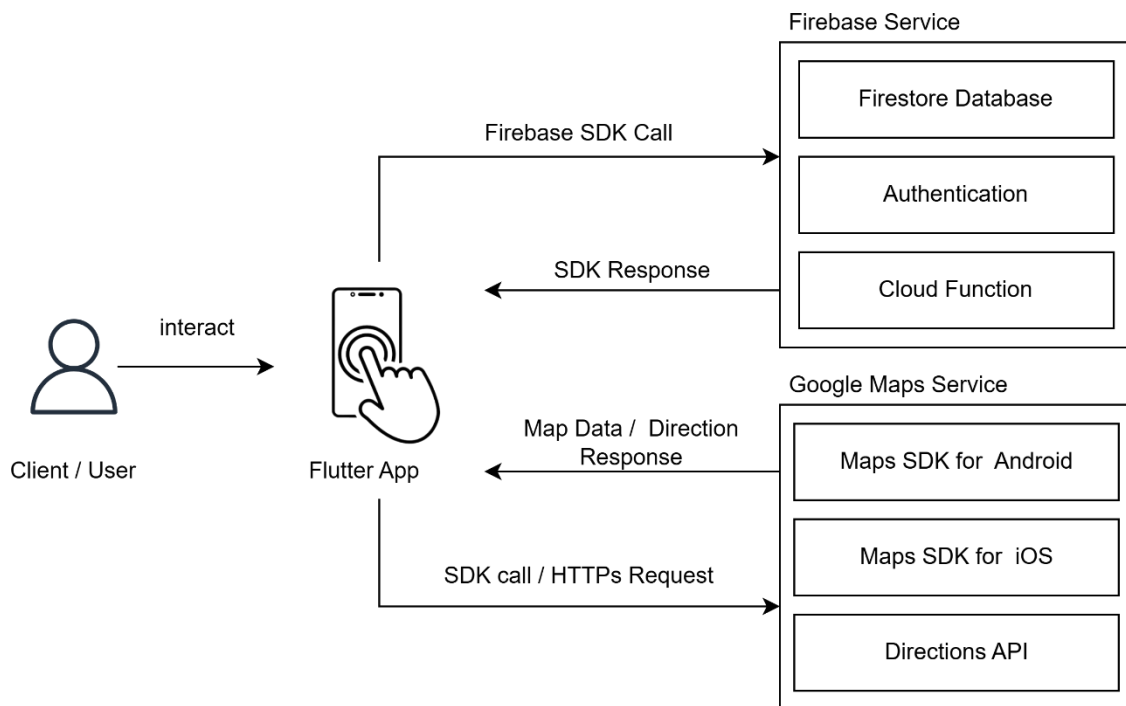 Firebase Service
Firestore Database
Firebase SDK Call
Authentication
SDK Response
Cloud Function
interact
Google Maps Service
Map Data / Direction
Response
Maps SDK for Android
Client / User
Flutter App
Maps SDK for iOS
SDK call / HTTPs Request
Directions API